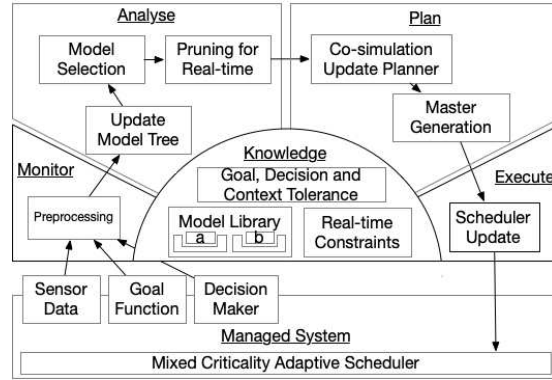 Analyse
Plan
Model
Selection
Pruning for
Real-time
Co-simulation
Update Planner
Update
Model Tree
Master
Generation
Monitor
Knowledge
Goal, Decision and
Context Tolerance
Execute
Preprocessing
Model Library
a b
Real-time
Constraints
Scheduler
Update
Sensor
Data
Goal
Function
Decision
Maker
Managed System
Mixed Criticality Adaptive Scheduler